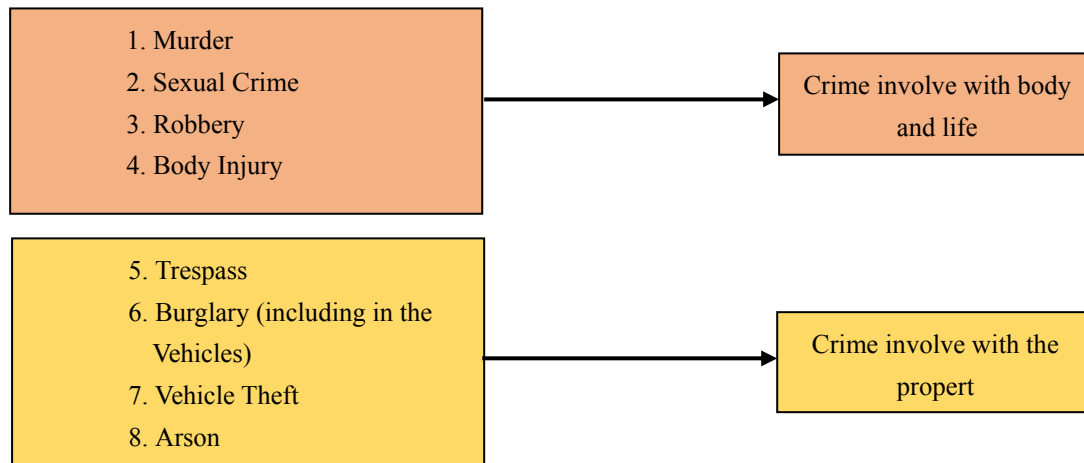 1. Murder
2. Sexual Crime
3. Robbery
4. Body Injury
Crime involve with body
and life
5. Trespass
6. Burglary (including in the
Vehicles)
7. Vehicle Theft
8. Arson
Crime involve with the
propert